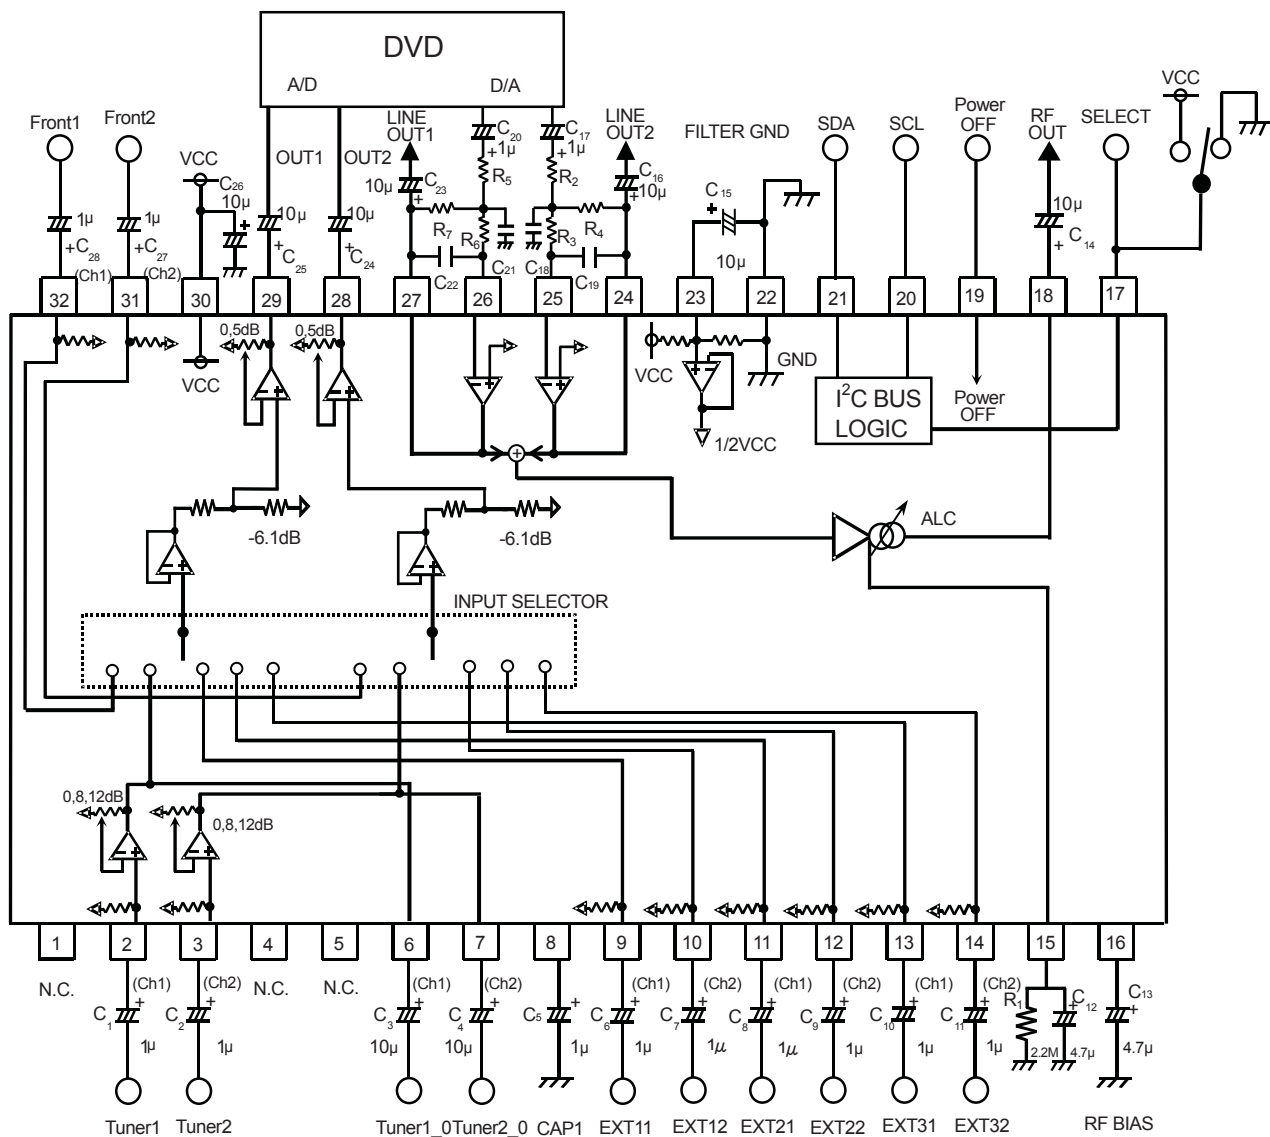 DVD
A/D D/A
Front1 Front2 VCC OUT1 OUT2 LINE OUT1 LINE OUT2 FILTER GND SDA SCL Power OFF RF OUT SELECT VCC
C26 10μ
C20 1μ + C17 1μ +
R5 R2
10μ C23 + C16 10μ +
C15 + 10μ
10μ C14 +
1μ +C28 (Ch1)
1μ +C27 (Ch2)
10μ +C25
10μ +C24
R7 R6 R3 R4
C22 C21 C18 C19
32 31 30 29 28 27 26 25 24 23 22 21 20 19 18 17
0,5dB 0,5dB
VCC
VCC GND
1/2VCC
I²C BUS
LOGIC
Power
OFF
- + - + - + - + - +
+
-6.1dB -6.1dB
- + - +
ALC
INPUT SELECTOR
0,8,12dB
0,8,12dB
- + - +
1 2 3 4 5 6 7 8 9 10 11 12 13 14 15 16
N.C. (Ch1) (Ch2) N.C. N.C. (Ch1) (Ch2) (Ch1) (Ch2) (Ch1) (Ch2) (Ch1) (Ch2)
C1 + C2 + C3 + C4 + C5 + C6 + C7 + C8 + C9 + C10 + C11 + R1 C12 + C13 +
1μ 1μ 10μ 10μ 1μ 1μ 1μ 1μ 1μ 1μ 1μ 2.2M 4.7μ 4.7μ
Tuner1 Tuner2 Tuner1_0 Tuner2_0 CAP1 EXT11 EXT12 EXT21 EXT22 EXT31 EXT32 RF BIAS